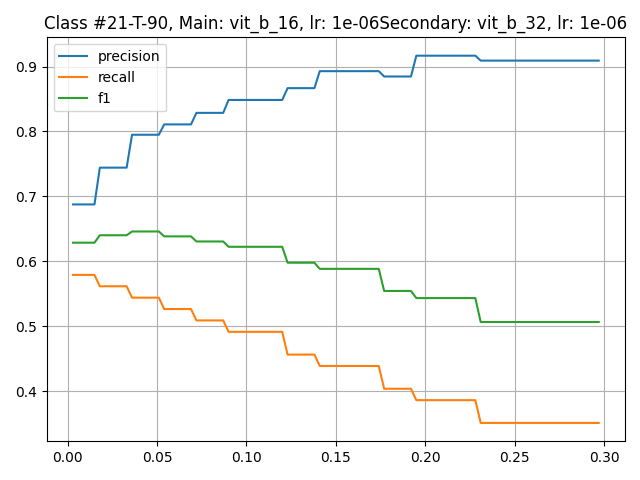 Class #21-T-90, Main: vit_b_16, lr: 1e-06Secondary: vit_b_32, lr: 1e-06
precision
recall
f1
0.9
0.8
0.7
0.6
0.5
0.4
0.00 0.05 0.10 0.15 0.20 0.25 0.30